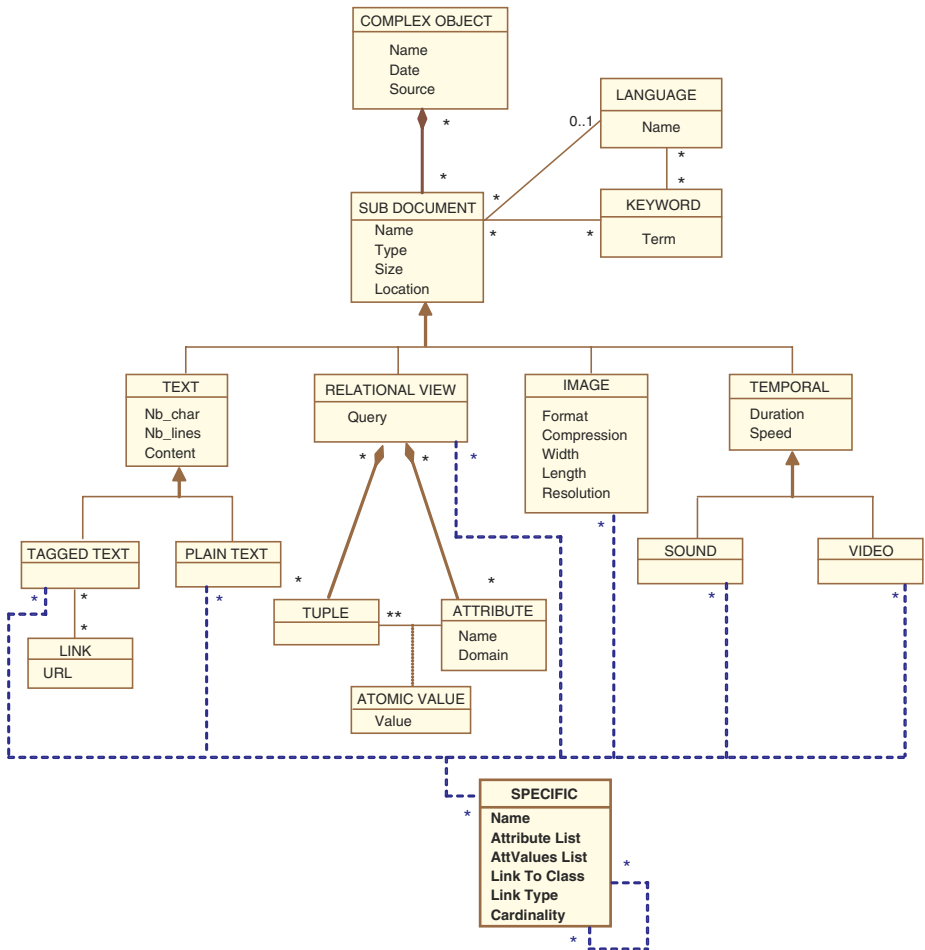 COMPLEX OBJECT
Name
Date
Source
*
*
LANGUAGE
Name
0..1
*
*
*
KEYWORD
Term
*
*
SUB DOCUMENT
Name
Type
Size
Location
TEXT
Nb_char
Nb_lines
Content
RELATIONAL VIEW
Query
*
*
*
IMAGE
Format
Compression
Width
Length
Resolution
*
TEMPORAL
Duration
Speed
TAGGED TEXT
*
*
PLAIN TEXT
*
SOUND
*
VIDEO
*
*
LINK
URL
*
*
TUPLE
**
ATTRIBUTE
Name
Domain
ATOMIC VALUE
Value
SPECIFIC
*
Name
Attribute List
AttValues List
Link To Class
Link Type
Cardinality
*
*